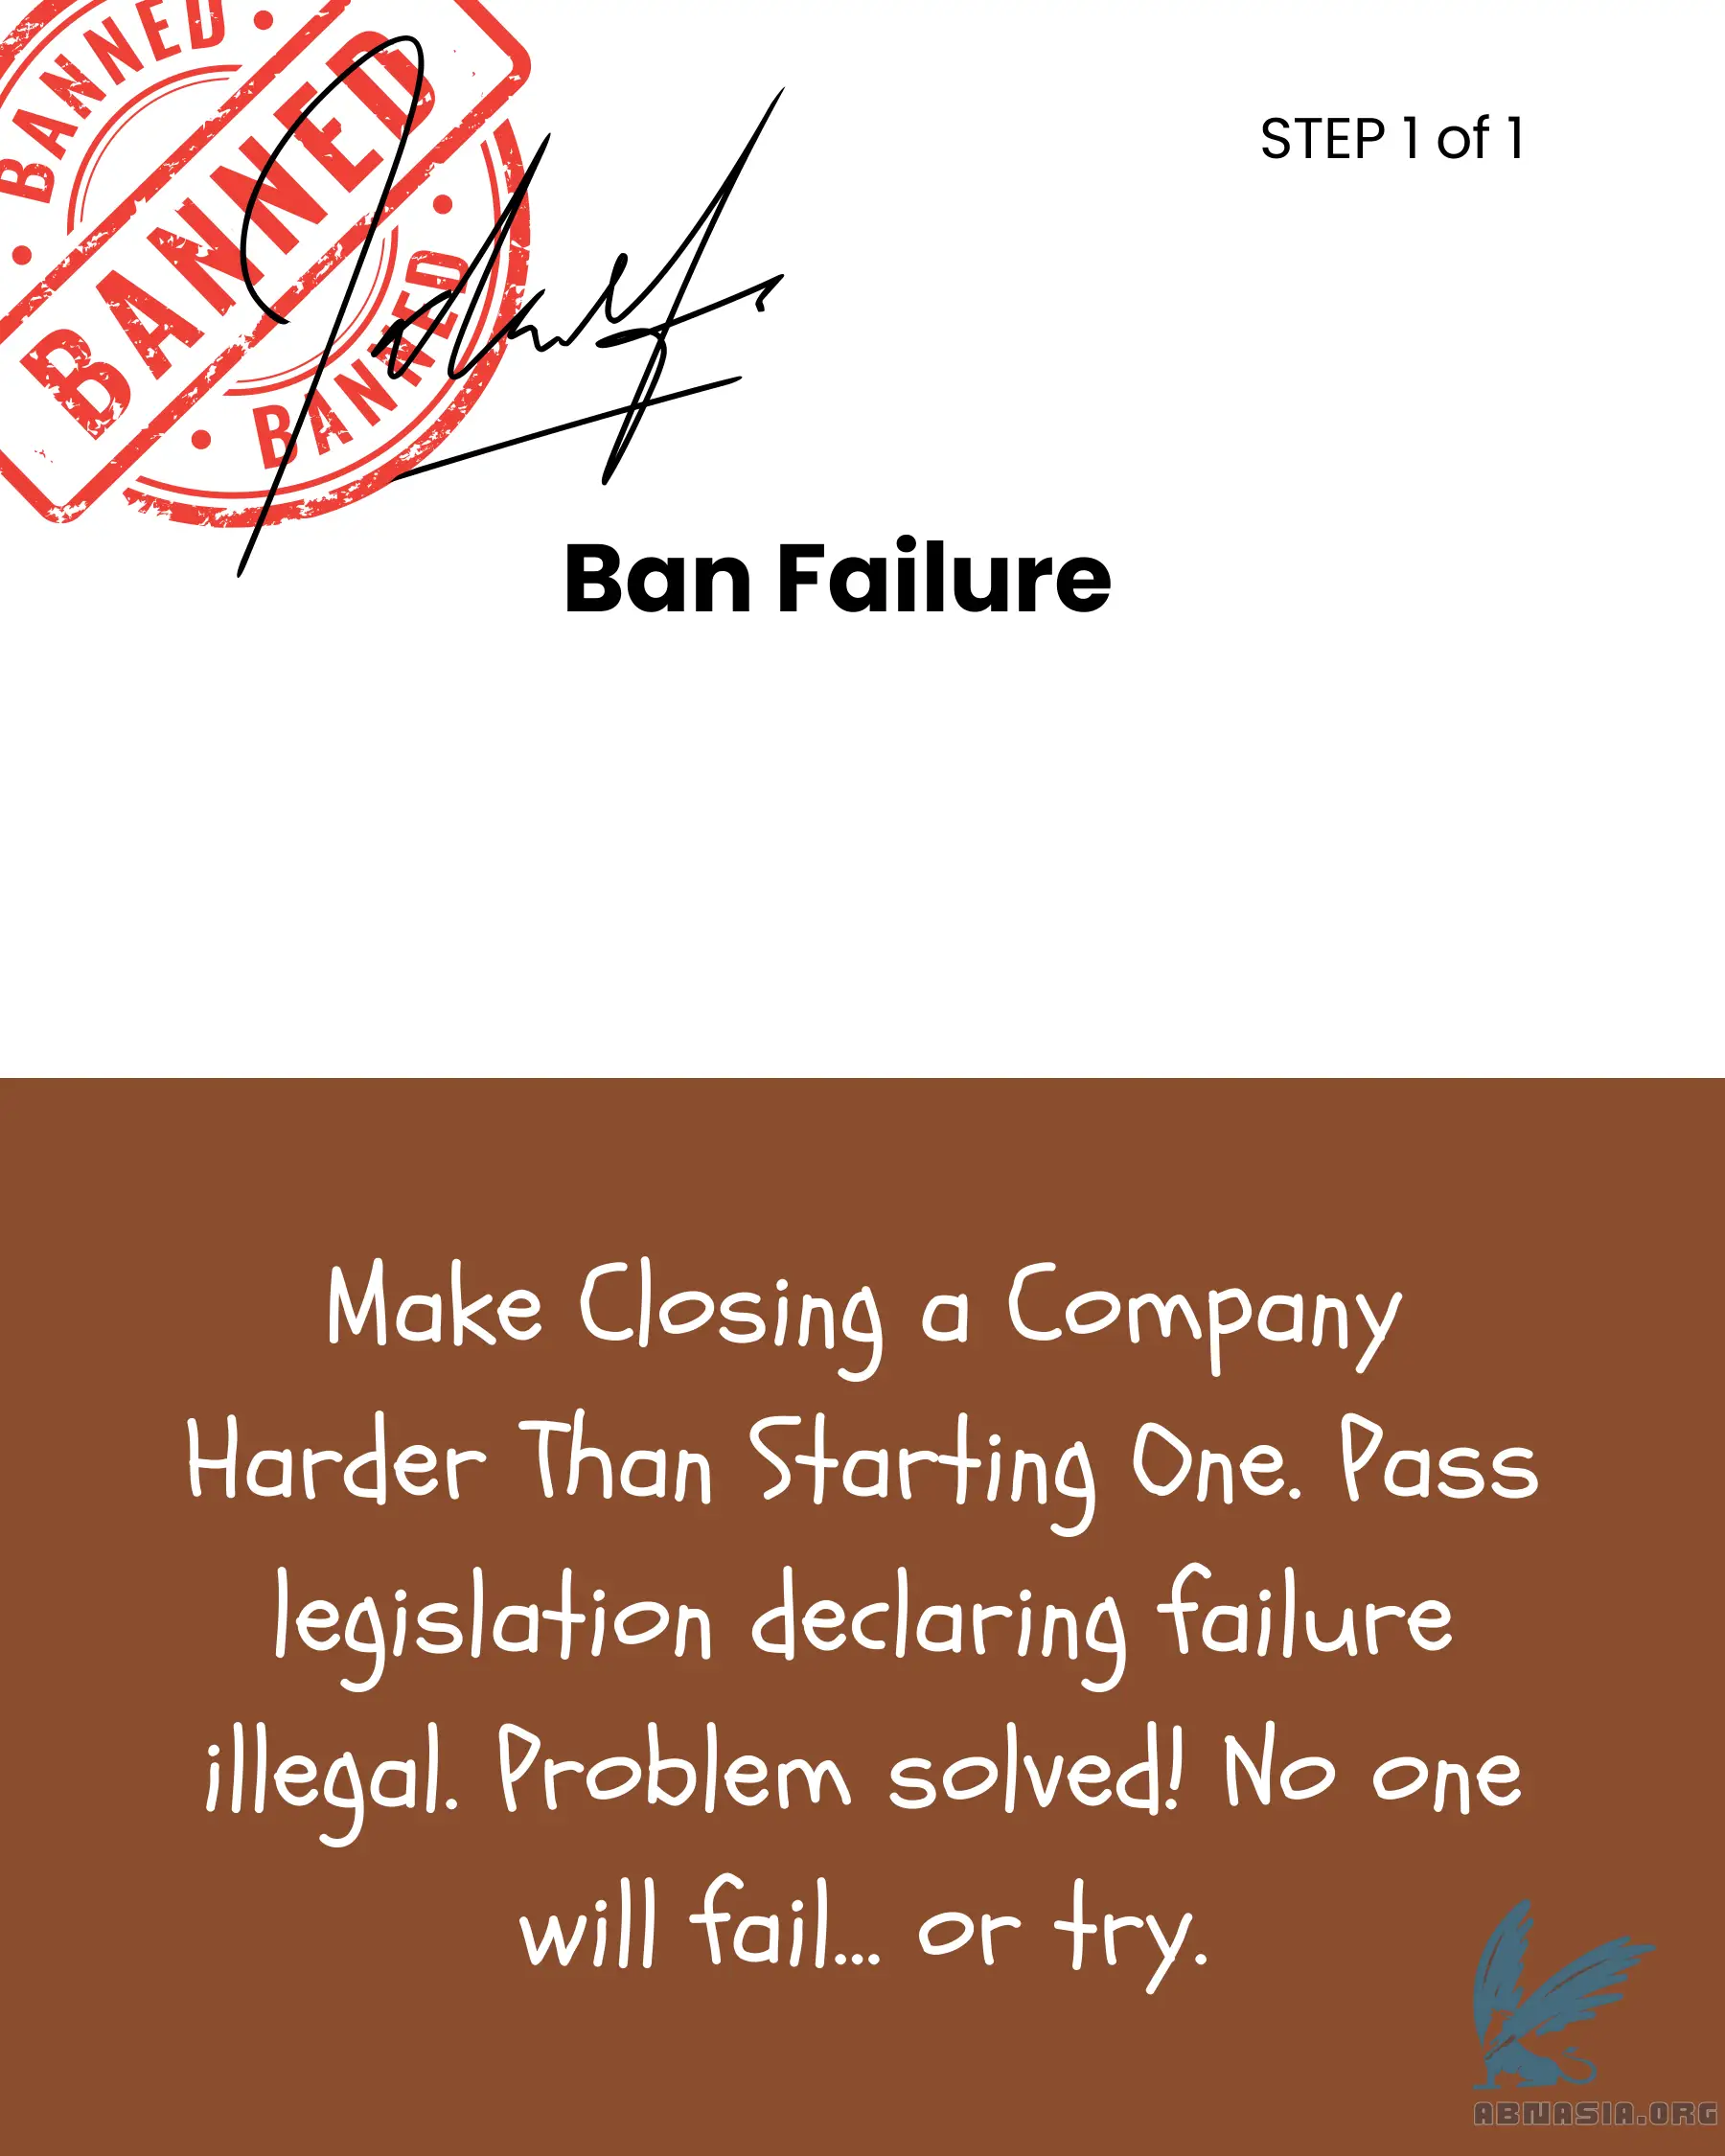 BANNED
BANNED
BANNED
STEP 1 of 1
Ban Failure
Make Closing a Company
Harder Than Starting One. Pass
legislation declaring failure
illegal. Problem solved! No one
will fail... or try.
ABNASIA.ORG